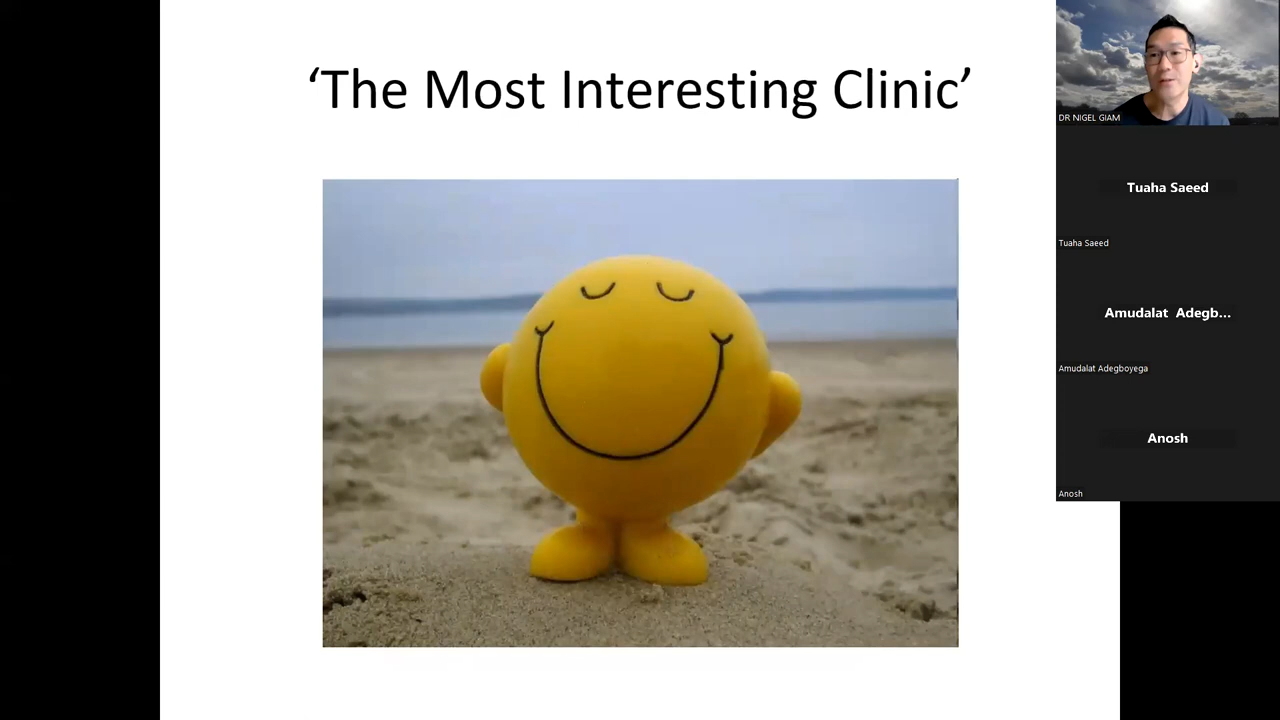 ‘The Most Interesting Clinic’
DR NIGEL GIAM
Tuaha Saeed
Tuaha Saeed
Amudalat Adegb...
Amudalat Adegboyega
Anosh
Anosh